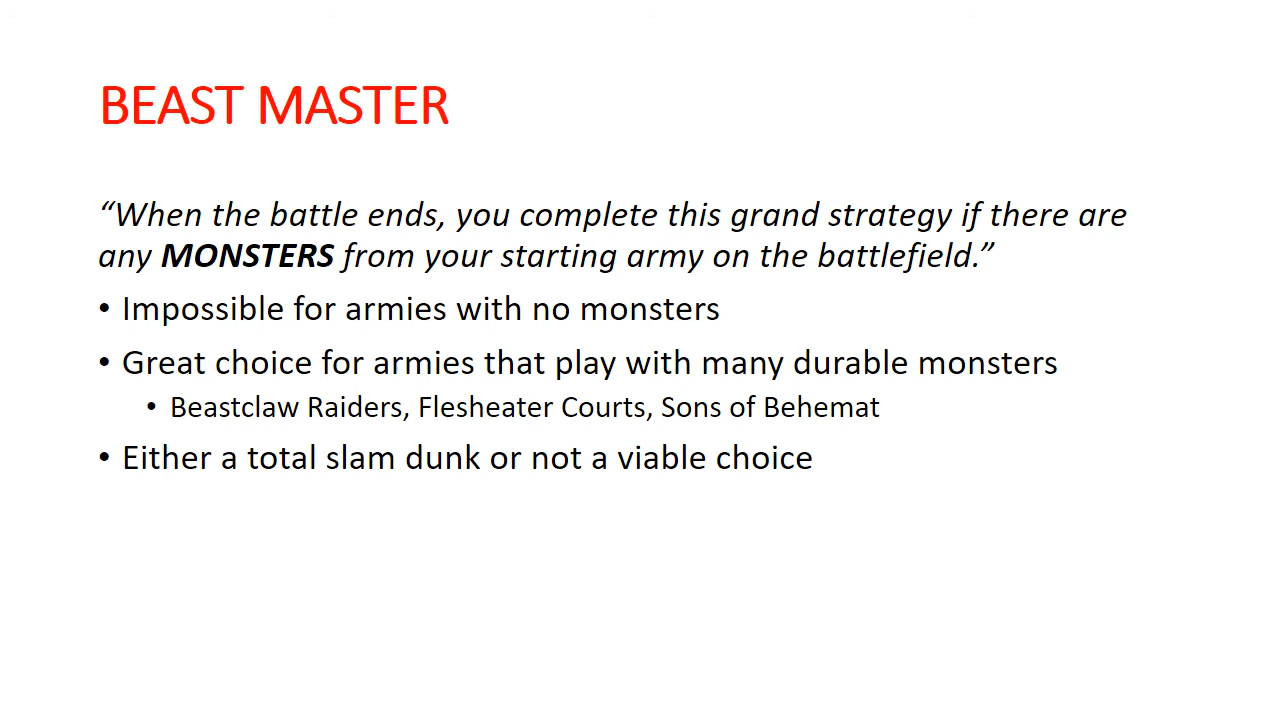 BEAST MASTER
“When the battle ends, you complete this grand strategy if there are
any MONSTERS from your starting army on the battlefield.”
• Impossible for armies with no monsters
• Great choice for armies that play with many durable monsters
• Beastclaw Raiders, Flesheater Courts, Sons of Behemat
• Either a total slam dunk or not a viable choice